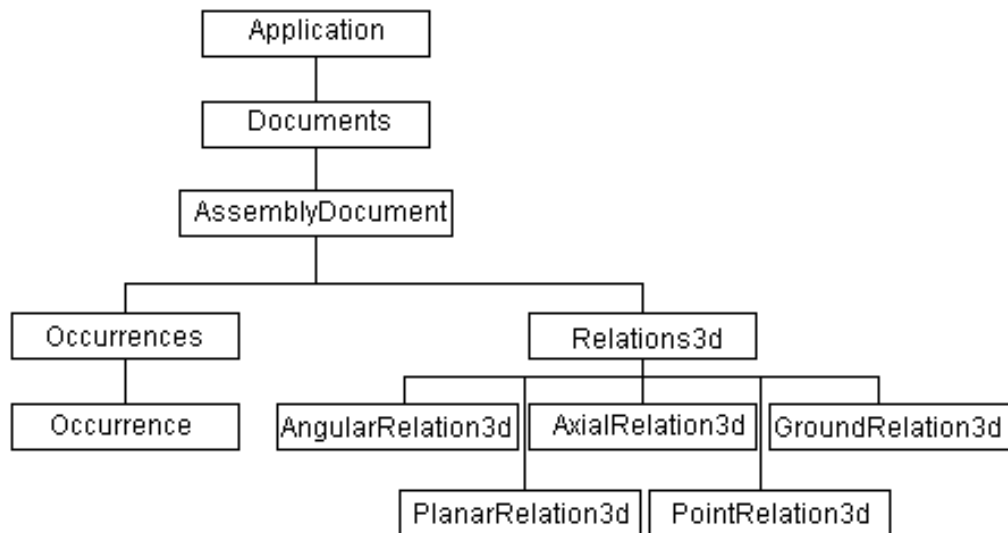 Application
Documents
AssemblyDocument
Occurrences
Relations3d
Occurrence
AngularRelation3d
AxialRelation3d
GroundRelation3d
PlanarRelation3d
PointRelation3d